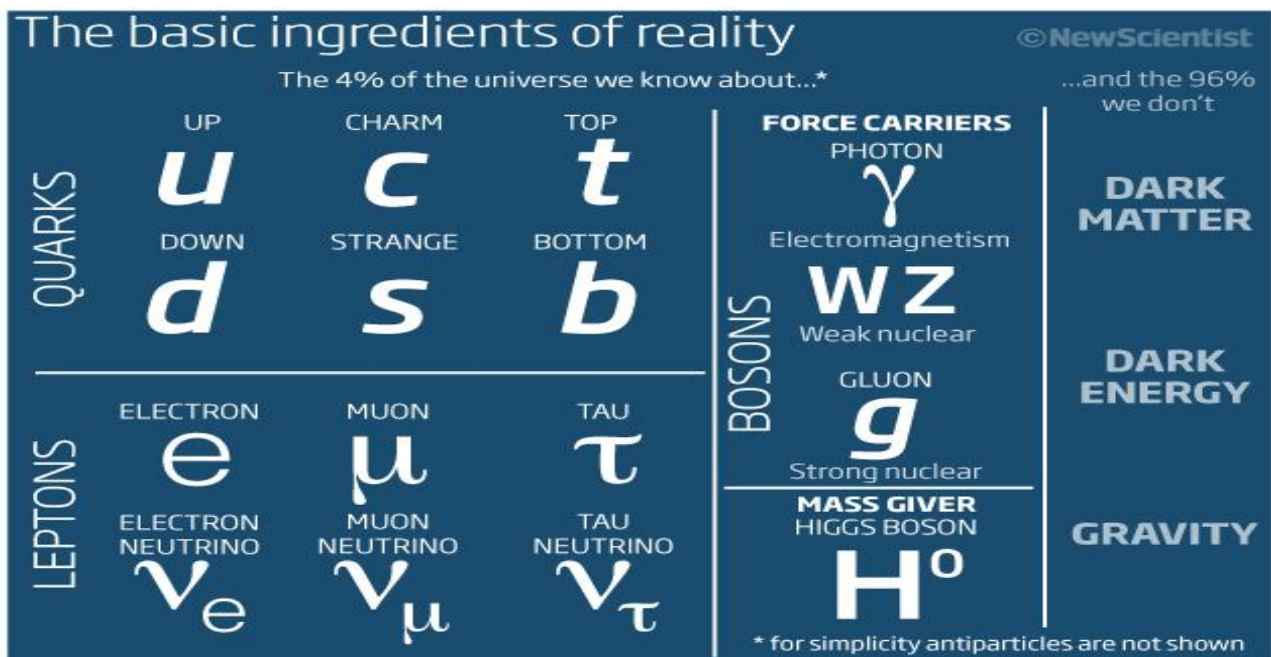 The basic ingredients of reality
©NewScientist
The 4% of the universe we know about...*
...and the 96%
we don't
QUARKS
UP
CHARM
TOP
u
c
t
DOWN
STRANGE
BOTTOM
d
s
b
LEPTONS
ELECTRON
MUON
TAU
e
μ
τ
ELECTRON
NEUTRINO
MUON
NEUTRINO
TAU
NEUTRINO
νe
νμ
ντ
BOSONS
FORCE CARRIERS
PHOTON
γ
Electromagnetism
W Z
Weak nuclear
GLUON
g
Strong nuclear
MASS GIVER
HIGGS BOSON
H⁰
DARK
MATTER
DARK
ENERGY
GRAVITY
* for simplicity antiparticles are not shown